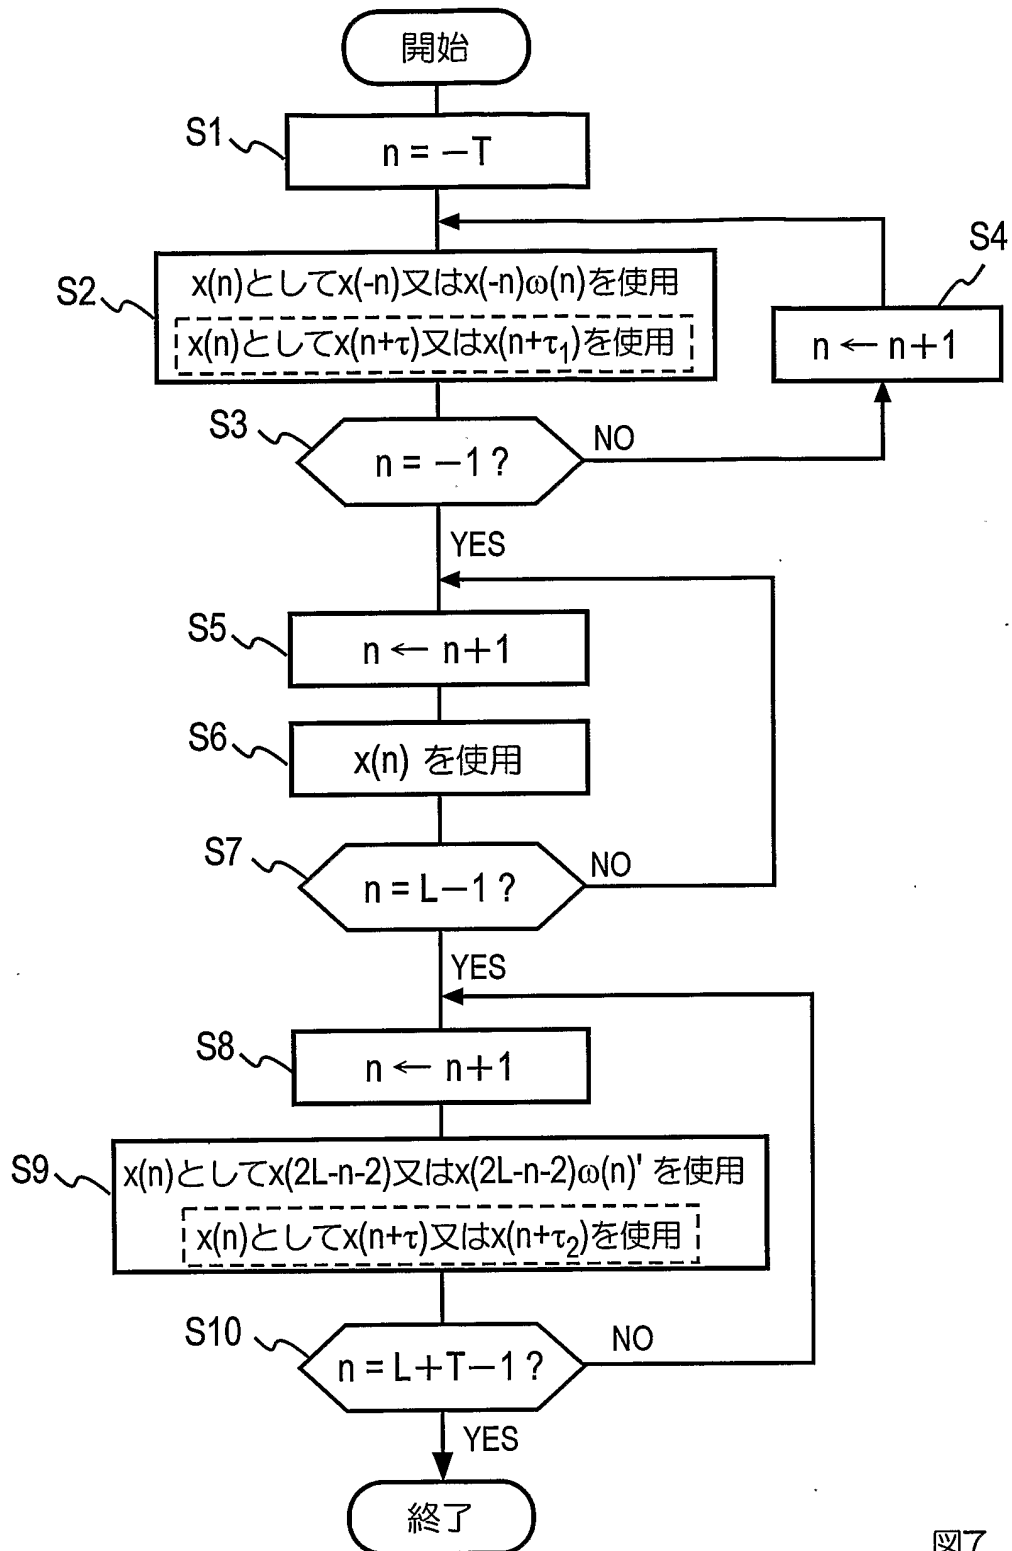 開始
S1
n = −T
S4
S2
x(n)としてx(-n)又はx(-n)ω(n)を使用
x(n)としてx(n+τ)又はx(n+τ₁)を使用
n ← n+1
S3
n = −1 ?
NO
YES
S5
n ← n+1
S6
x(n) を使用
S7
n = L−1 ?
NO
YES
S8
n ← n+1
S9
x(n)としてx(2L-n-2)又はx(2L-n-2)ω(n)' を使用
x(n)としてx(n+τ)又はx(n+τ₂)を使用
S10
n = L+T−1 ?
NO
YES
終了
図7